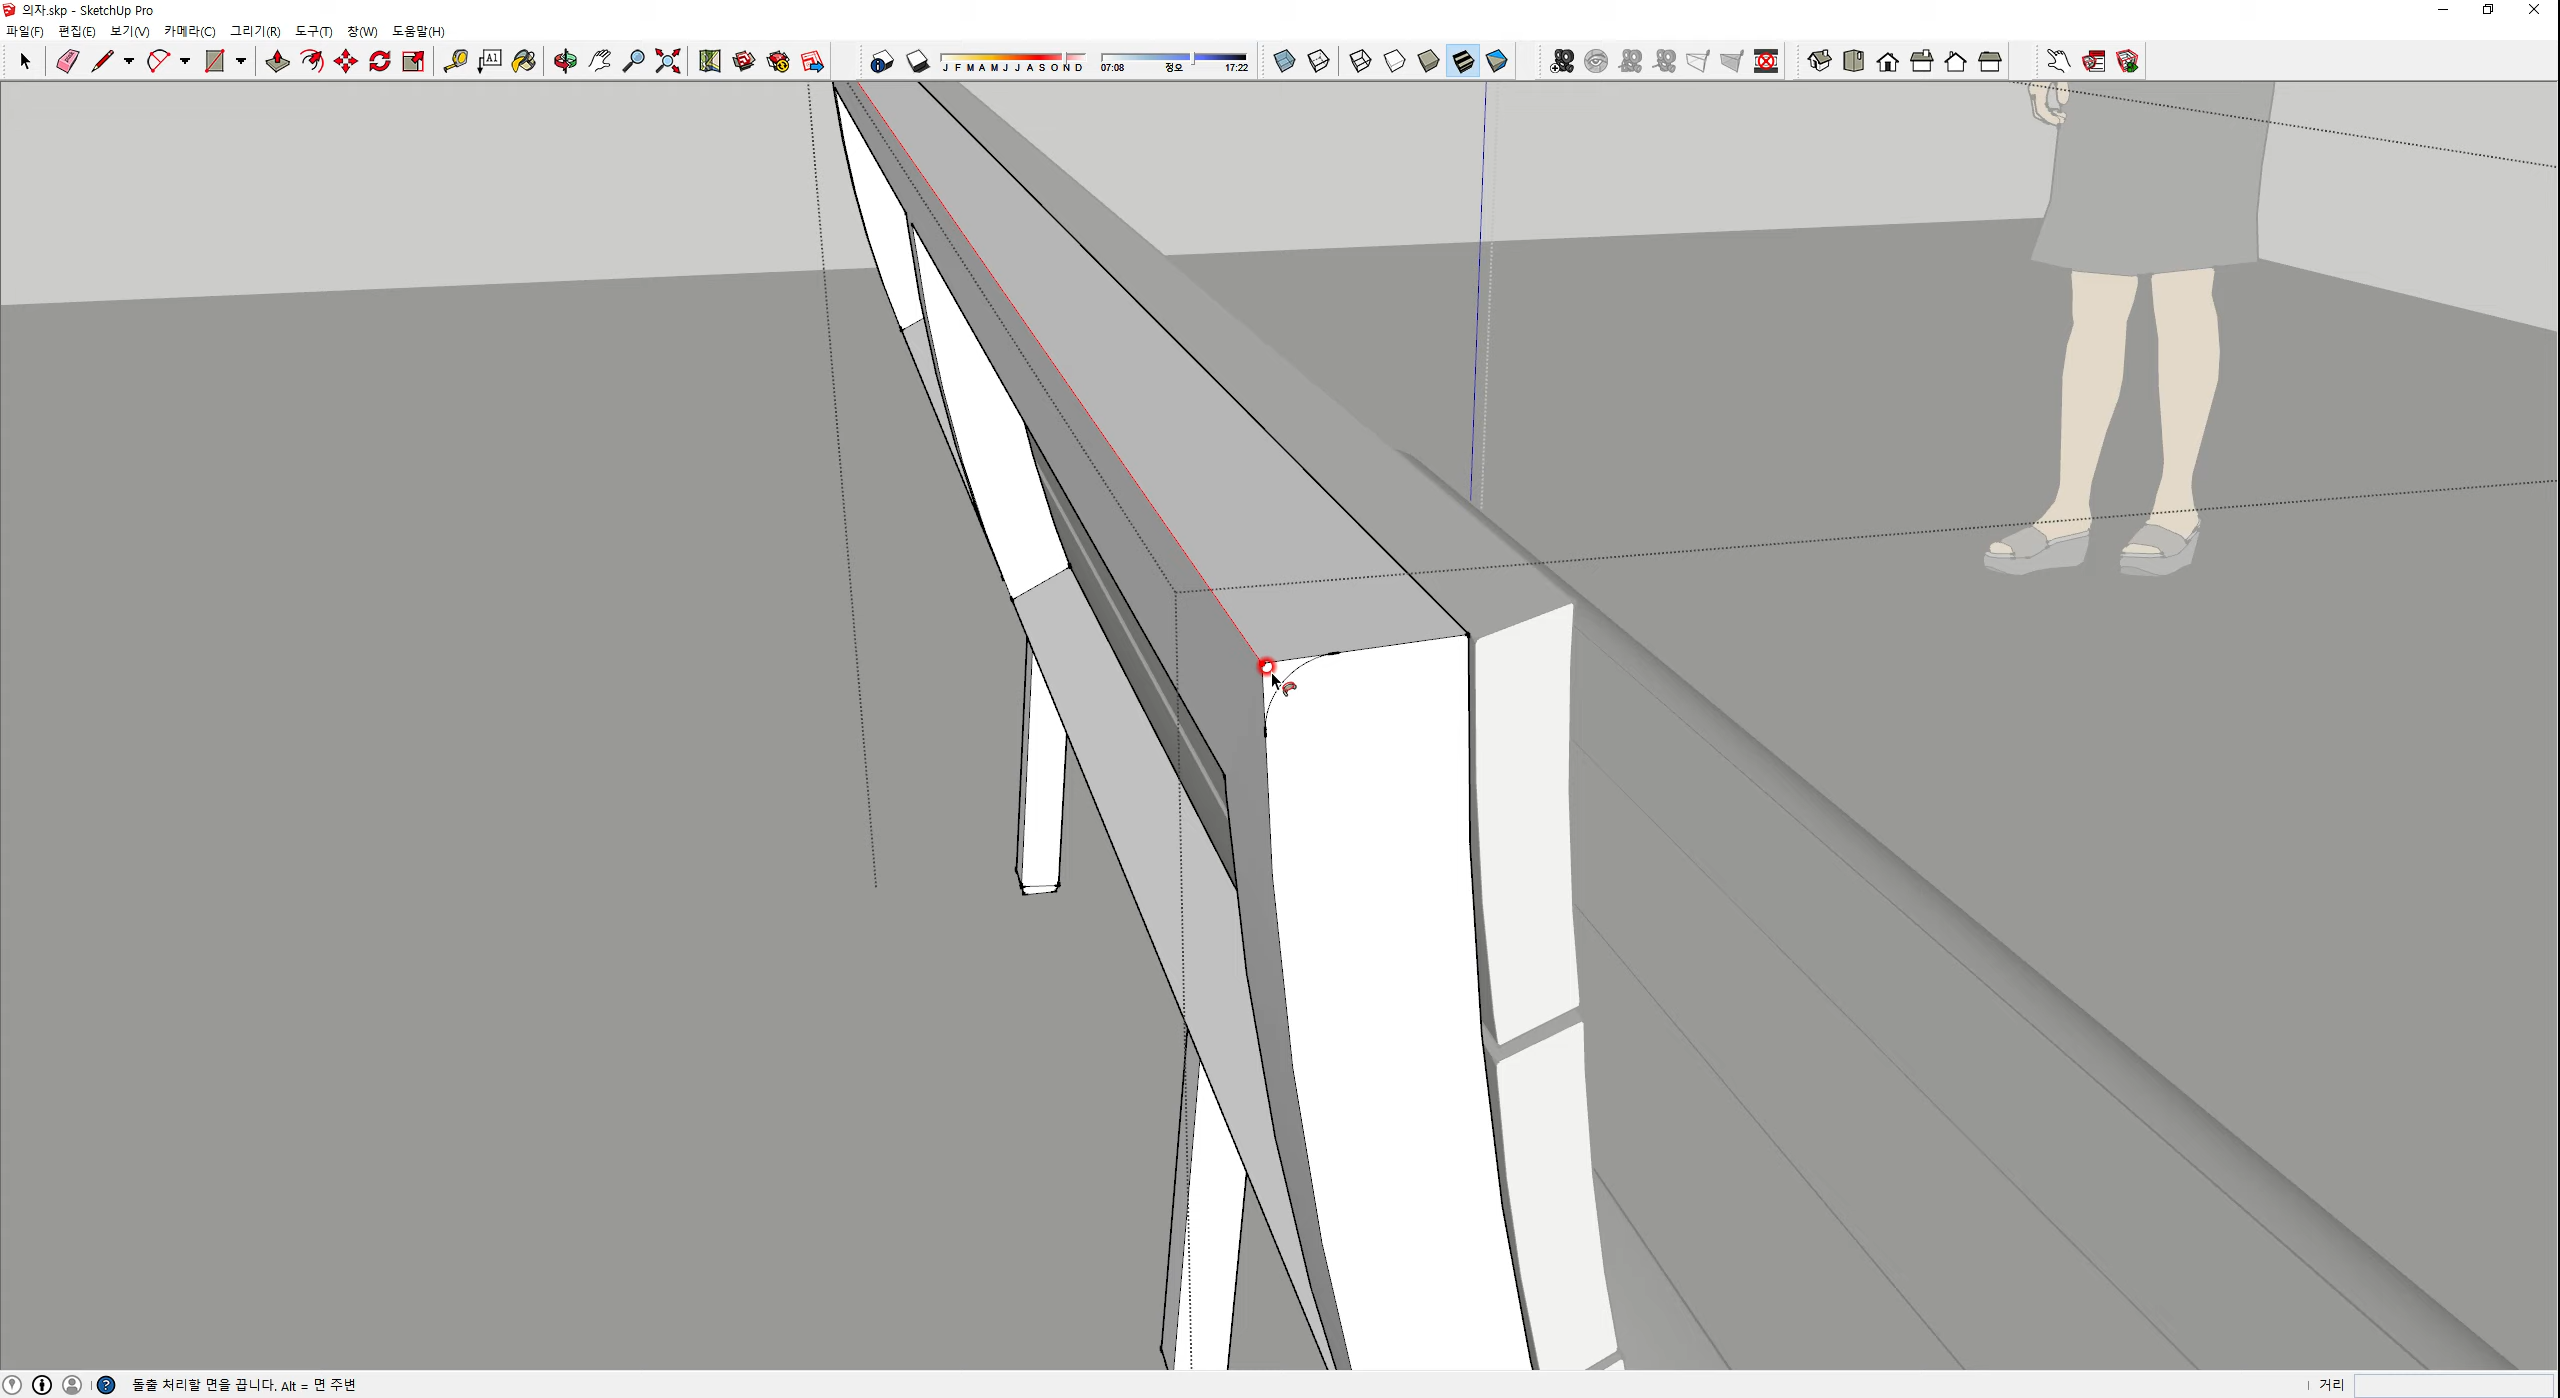 의자.skp - SketchUp Pro
파일(F) 편집(E) 보기(V) 카메라(C) 그리기(R) 도구(T) 창(W) 도움말(H)
A1
J F M A M J J A S O N D 07:08 정오 17:22
돌출 처리할 면을 끕니다. Alt = 면 주변 거리